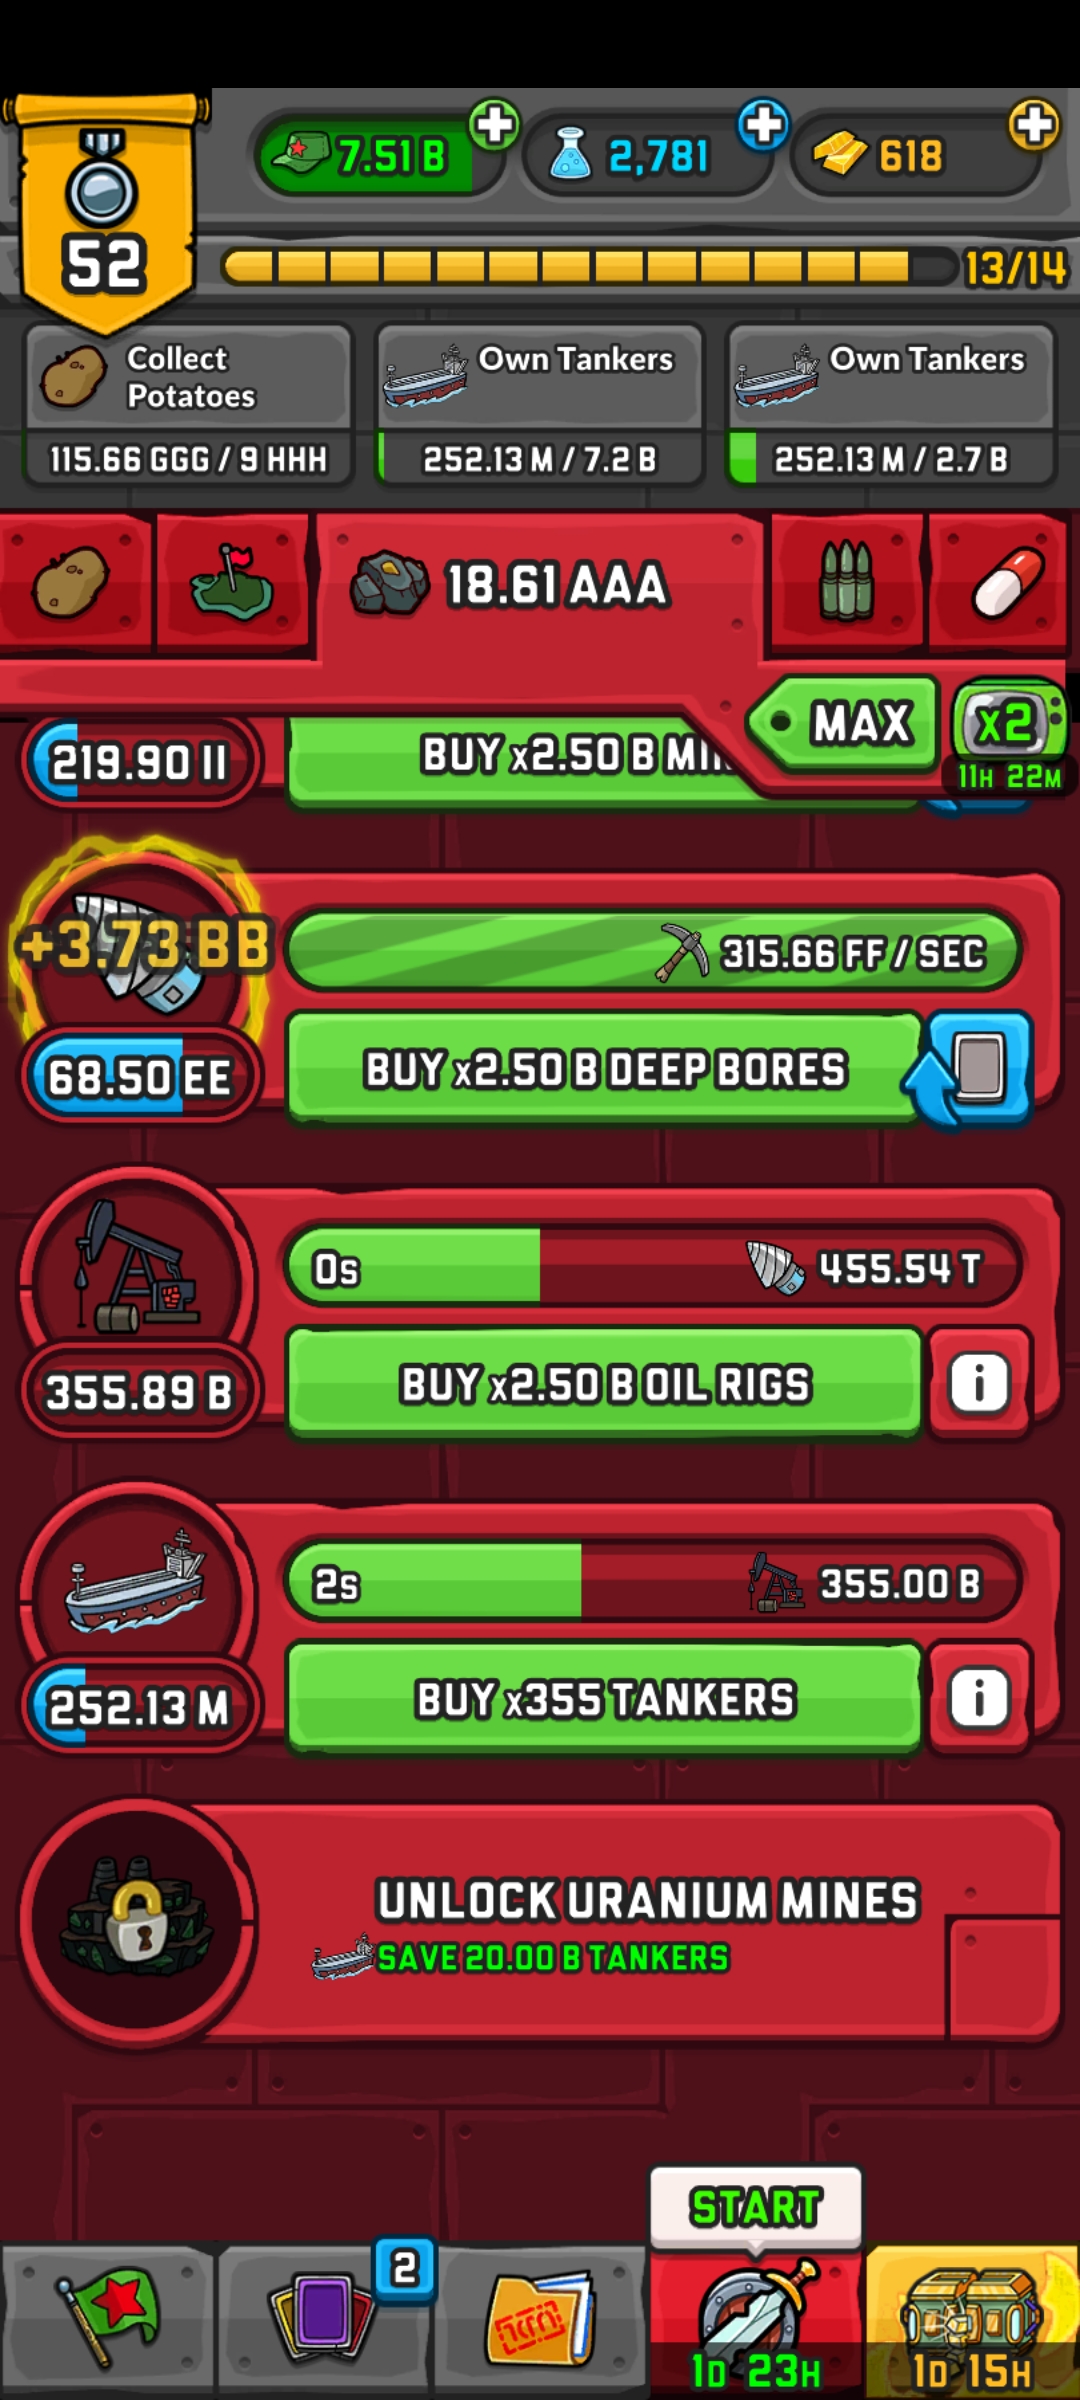 7.51 B
2,781
618
52
13/14
Collect
Potatoes
115.66 GGG / 9 HHH
Own Tankers
252.13 M / 7.2 B
Own Tankers
252.13 M / 2.7 B
18.61 AAA
MAX
x2
11H 22M
219.90 II
BUY x2.50 B
+3.73 BB
315.66 FF / SEC
68.50 EE
BUY x2.50 B DEEP BORES
0s
455.54 T
355.89 B
BUY x2.50 B OIL RIGS
i
2s
355.00 B
252.13 M
BUY x355 TANKERS
i
UNLOCK URANIUM MINES
SAVE 20.00 B TANKERS
START
2
1D 23H
1D 15H